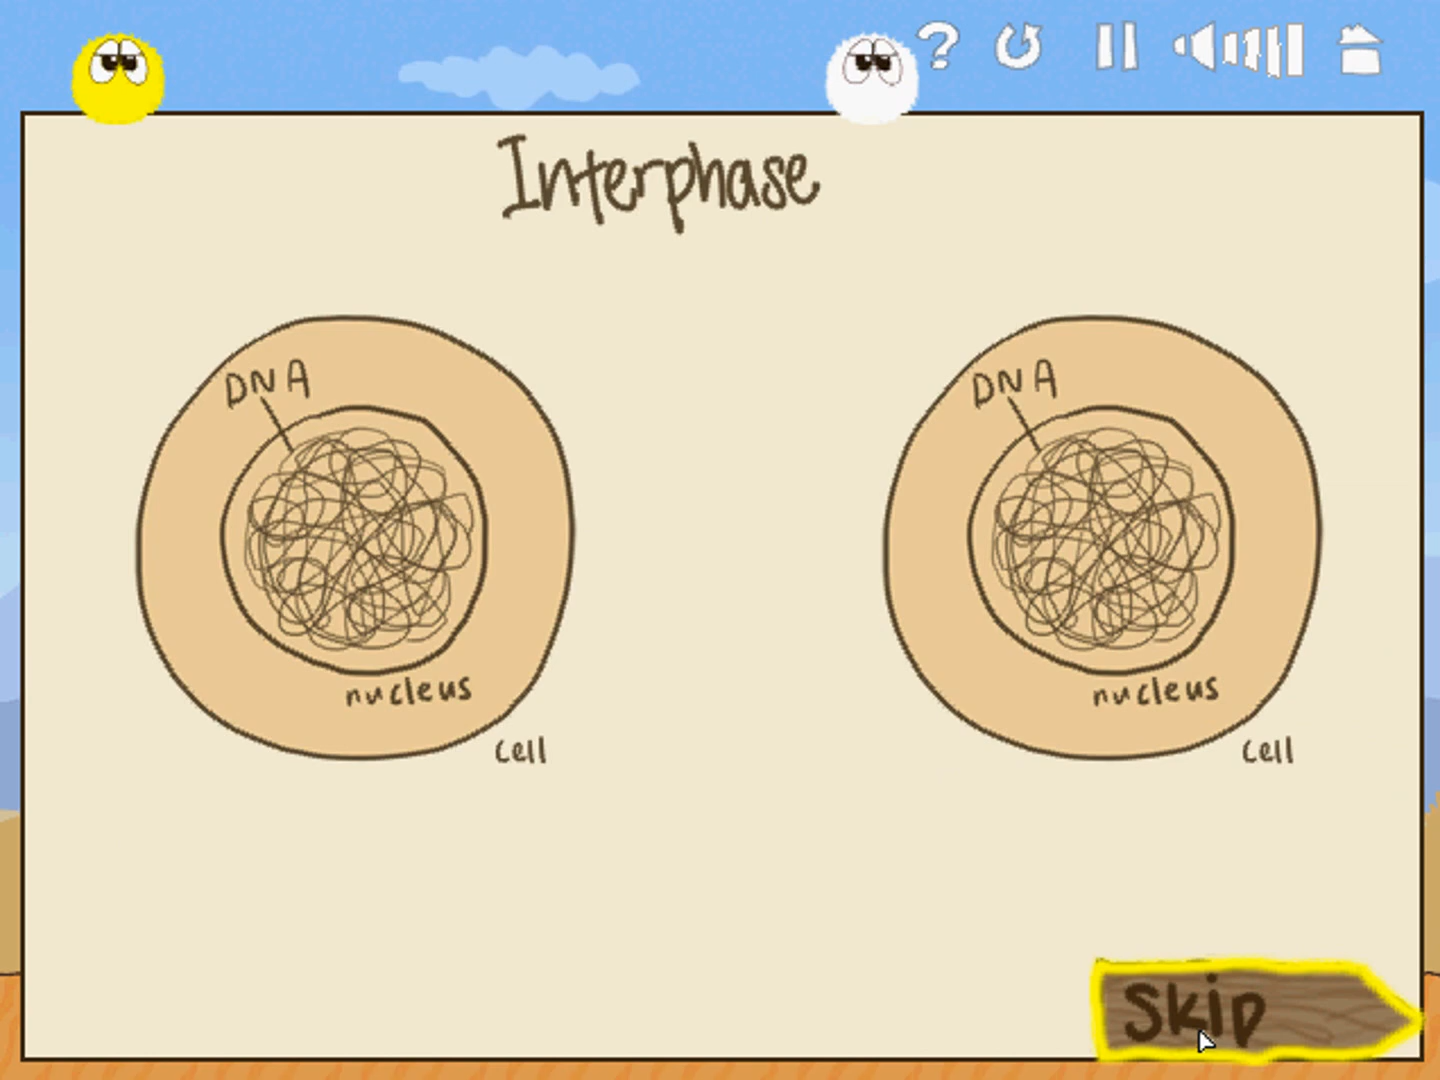 ?
Interphase
DNA
DNA
nucleus
nucleus
cell
cell
Skip